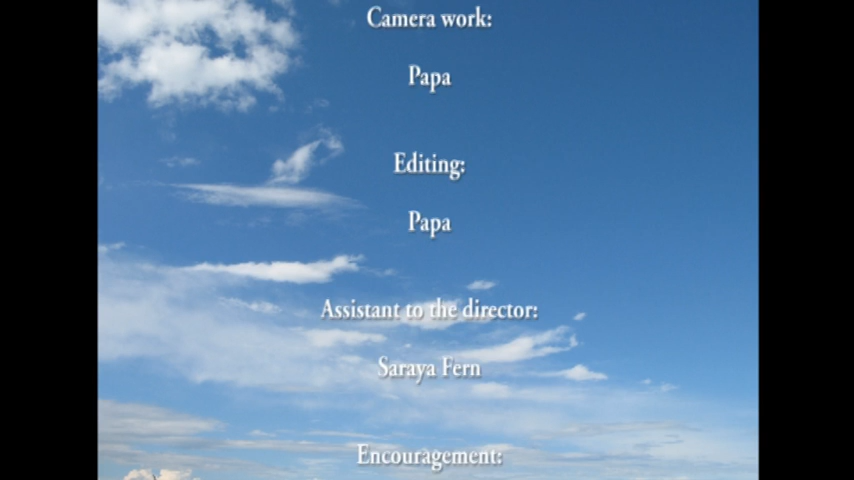 Camera work:
Papa
Editing:
Papa
Assistant to the director:
Saraya Fern
Encouragement: